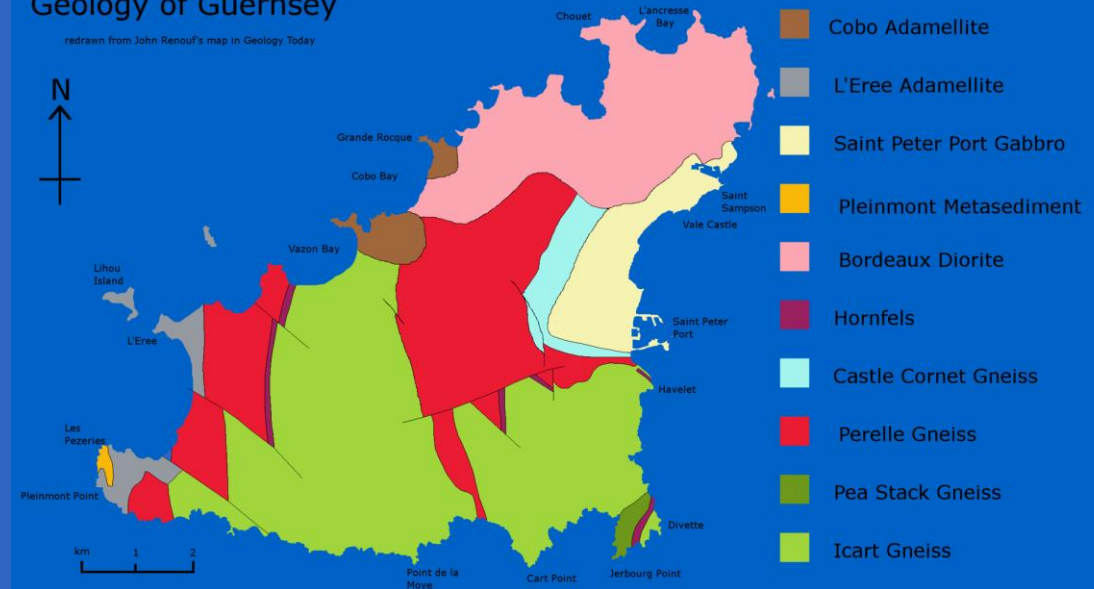 Geology of Guernsey
redrawn from John Renouf's map in Geology Today
N
Chouet
L'ancresse
Bay
Grande Rocque
Cobo Bay
Saint
Sampson
Vale Castle
Vazon Bay
Lihou
Island
L'Eree
Saint Peter
Port
Havelet
Les
Pezeries
Pleinmont Point
Divette
km
1
2
Point de la
Move
Cart Point
Jerbourg Point
Cobo Adamellite
L'Eree Adamellite
Saint Peter Port Gabbro
Pleinmont Metasediment
Bordeaux Diorite
Hornfels
Castle Cornet Gneiss
Perelle Gneiss
Pea Stack Gneiss
Icart Gneiss